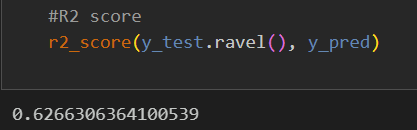 #R2 score
r2_score(y_test.ravel(), y_pred)
0.6266306364100539